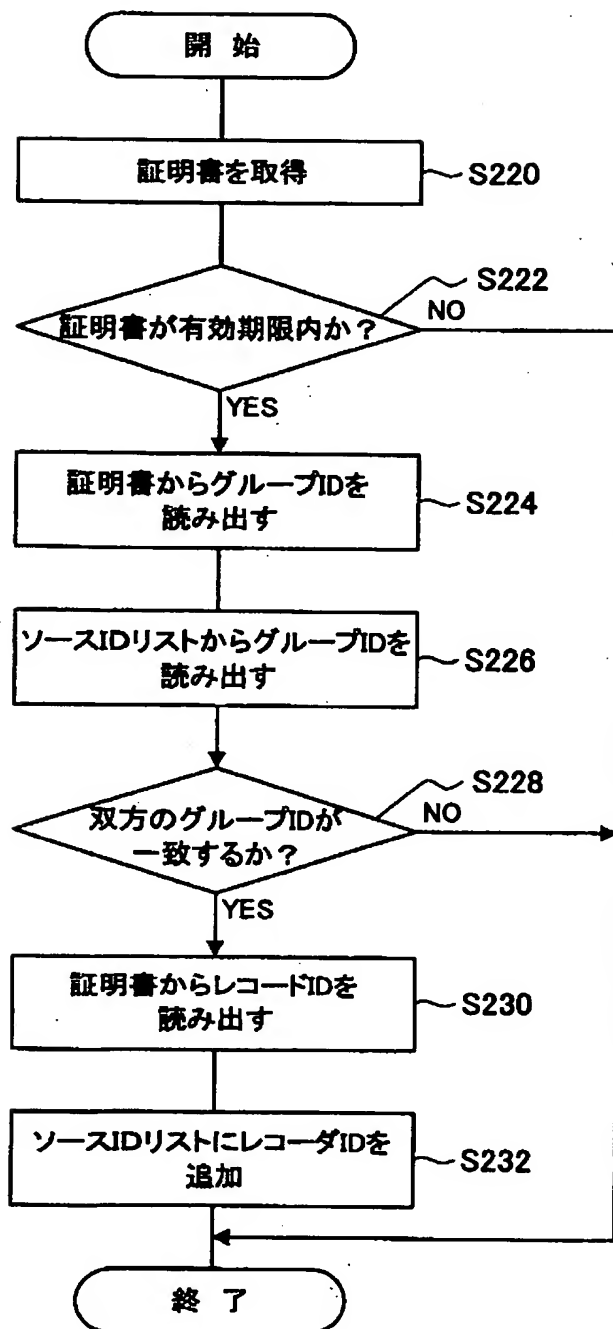 開 始
証明書を取得
S220
S222
証明書が有効期限内か?
NO
YES
証明書からグループIDを
読み出す
S224
ソースIDリストからグループIDを
読み出す
S226
S228
双方のグループIDが
一致するか?
NO
YES
証明書からレコードIDを
読み出す
S230
ソースIDリストにレコーダIDを
追加
S232
終 了